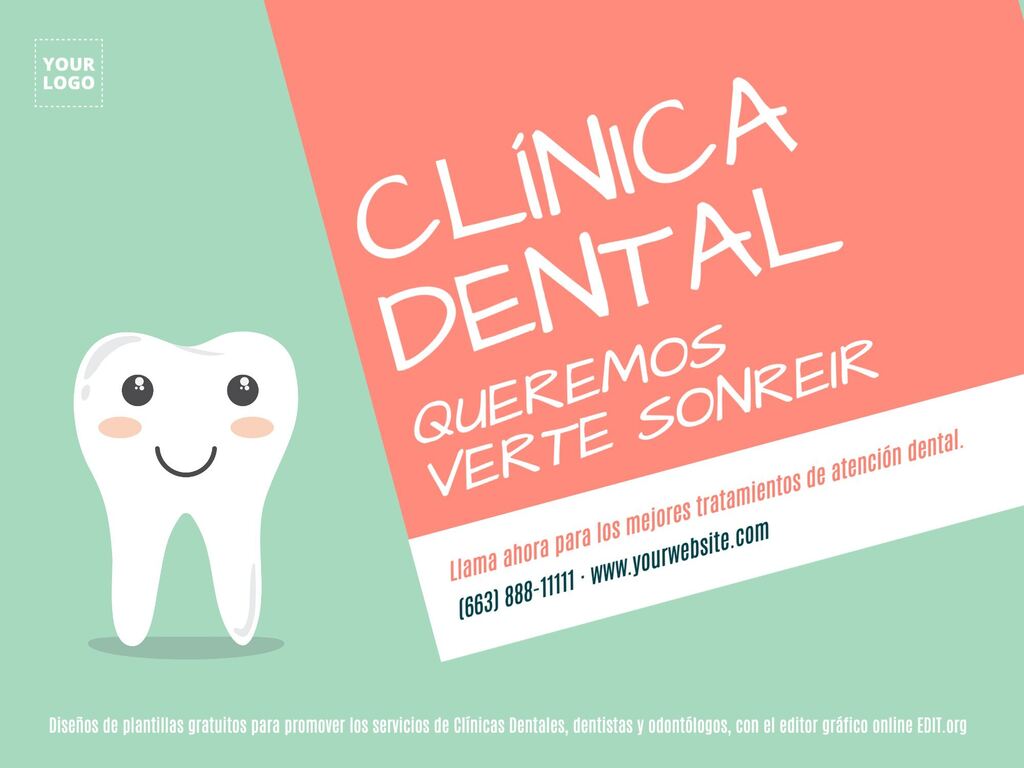 YOUR
LOGO
CLÍNICA
DENTAL
QUEREMOS
VERTE SONREIR
Llama ahora para los mejores tratamientos de atención dental.
(663) 888-11111 · www.yourwebsite.com
Diseños de plantillas gratuitos para promover los servicios de Clínicas Dentales, dentistas y odontólogos, con el editor gráfico online EDIT.org